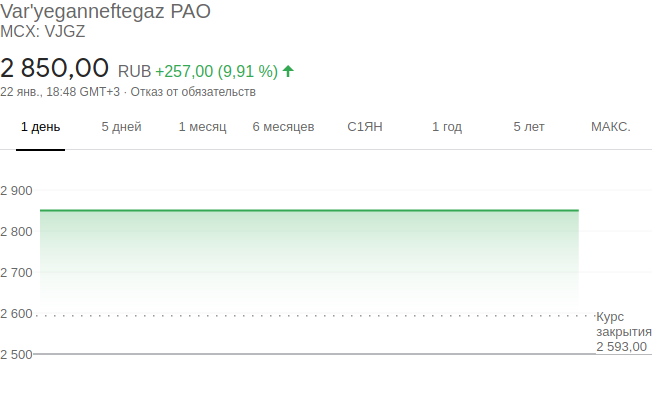 Var'yeganneftegaz PAO
MCX: VJGZ
2 850,00 RUB +257,00 (9,91 %)
22 янв., 18:48 GMT+3 · Отказ от обязательств
1 день 5 дней 1 месяц 6 месяцев С1ЯН 1 год 5 лет МАКС.
2 900
2 800
2 700
2 600
2 500
Курс
закрытия
2 593,00